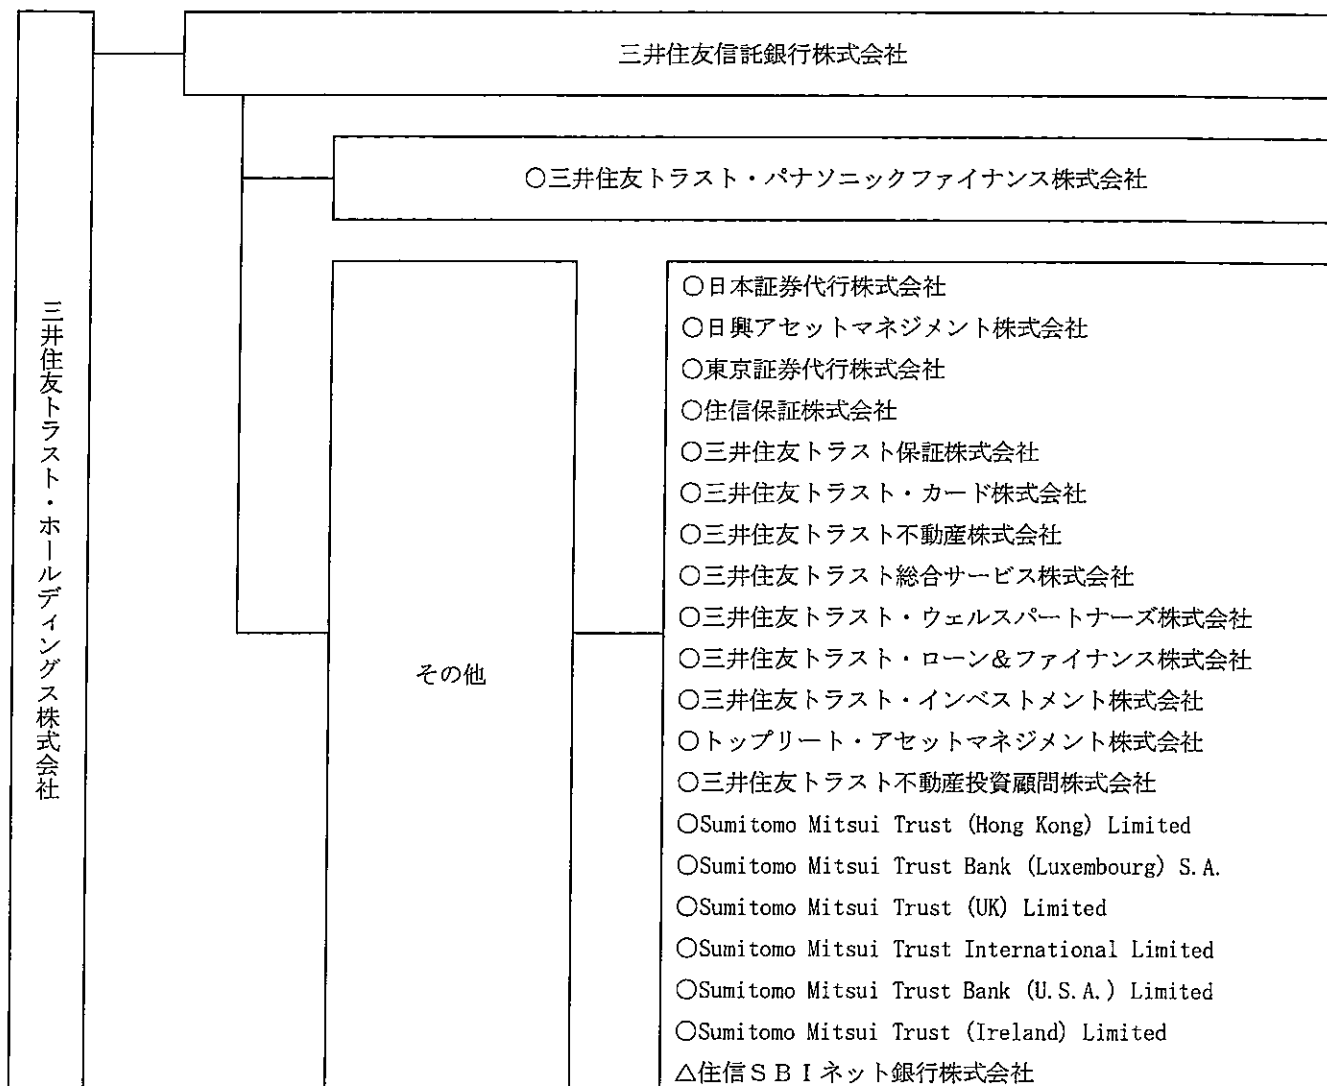 三井住友信託銀行株式会社
○三井住友トラスト・パナソニックファイナンス株式会社
三井住友トラスト・ホールディングス株式会社
その他
○日本証券代行株式会社
○日興アセットマネジメント株式会社
○東京証券代行株式会社
○住信保証株式会社
○三井住友トラスト保証株式会社
○三井住友トラスト・カード株式会社
○三井住友トラスト不動産株式会社
○三井住友トラスト総合サービス株式会社
○三井住友トラスト・ウェルスパートナーズ株式会社
○三井住友トラスト・ローン&ファイナンス株式会社
○三井住友トラスト・インベストメント株式会社
○トップリート・アセットマネジメント株式会社
○三井住友トラスト不動産投資顧問株式会社
○Sumitomo Mitsui Trust (Hong Kong) Limited
○Sumitomo Mitsui Trust Bank (Luxembourg) S.A.
○Sumitomo Mitsui Trust (UK) Limited
○Sumitomo Mitsui Trust International Limited
○Sumitomo Mitsui Trust Bank (U.S.A.) Limited
○Sumitomo Mitsui Trust (Ireland) Limited
△住信SBIネット銀行株式会社